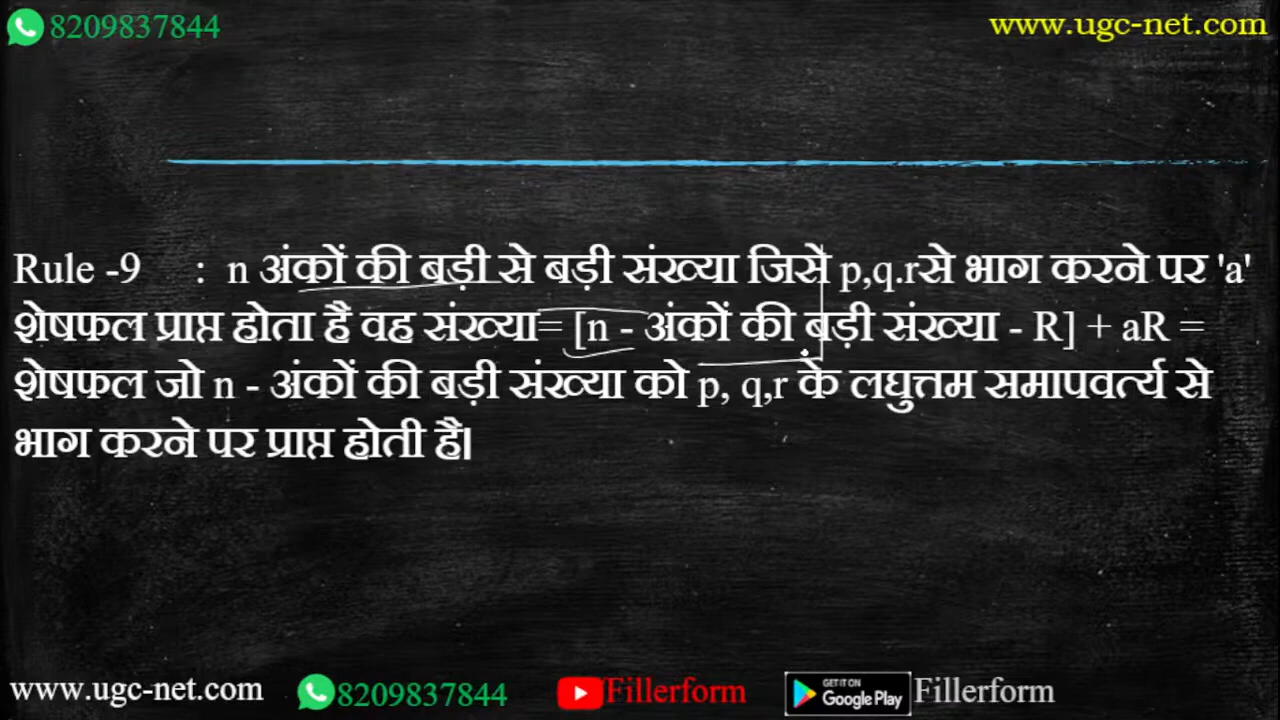 8209837844 www.ugc-net.com
Rule -9 : n अंकों की बड़ी से बड़ी संख्या जिसे p,q.rसे भाग करने पर 'a'
शेषफल प्राप्त होता है वह संख्या= [n - अंकों की बड़ी संख्या - R] + aR =
शेषफल जो n - अंकों की बड़ी संख्या को p, q,r के लघुत्तम समापवर्त्य से
भाग करने पर प्राप्त होती है।
www.ugc-net.com 8209837844 Fillerform GET IT ON Google Play Fillerform